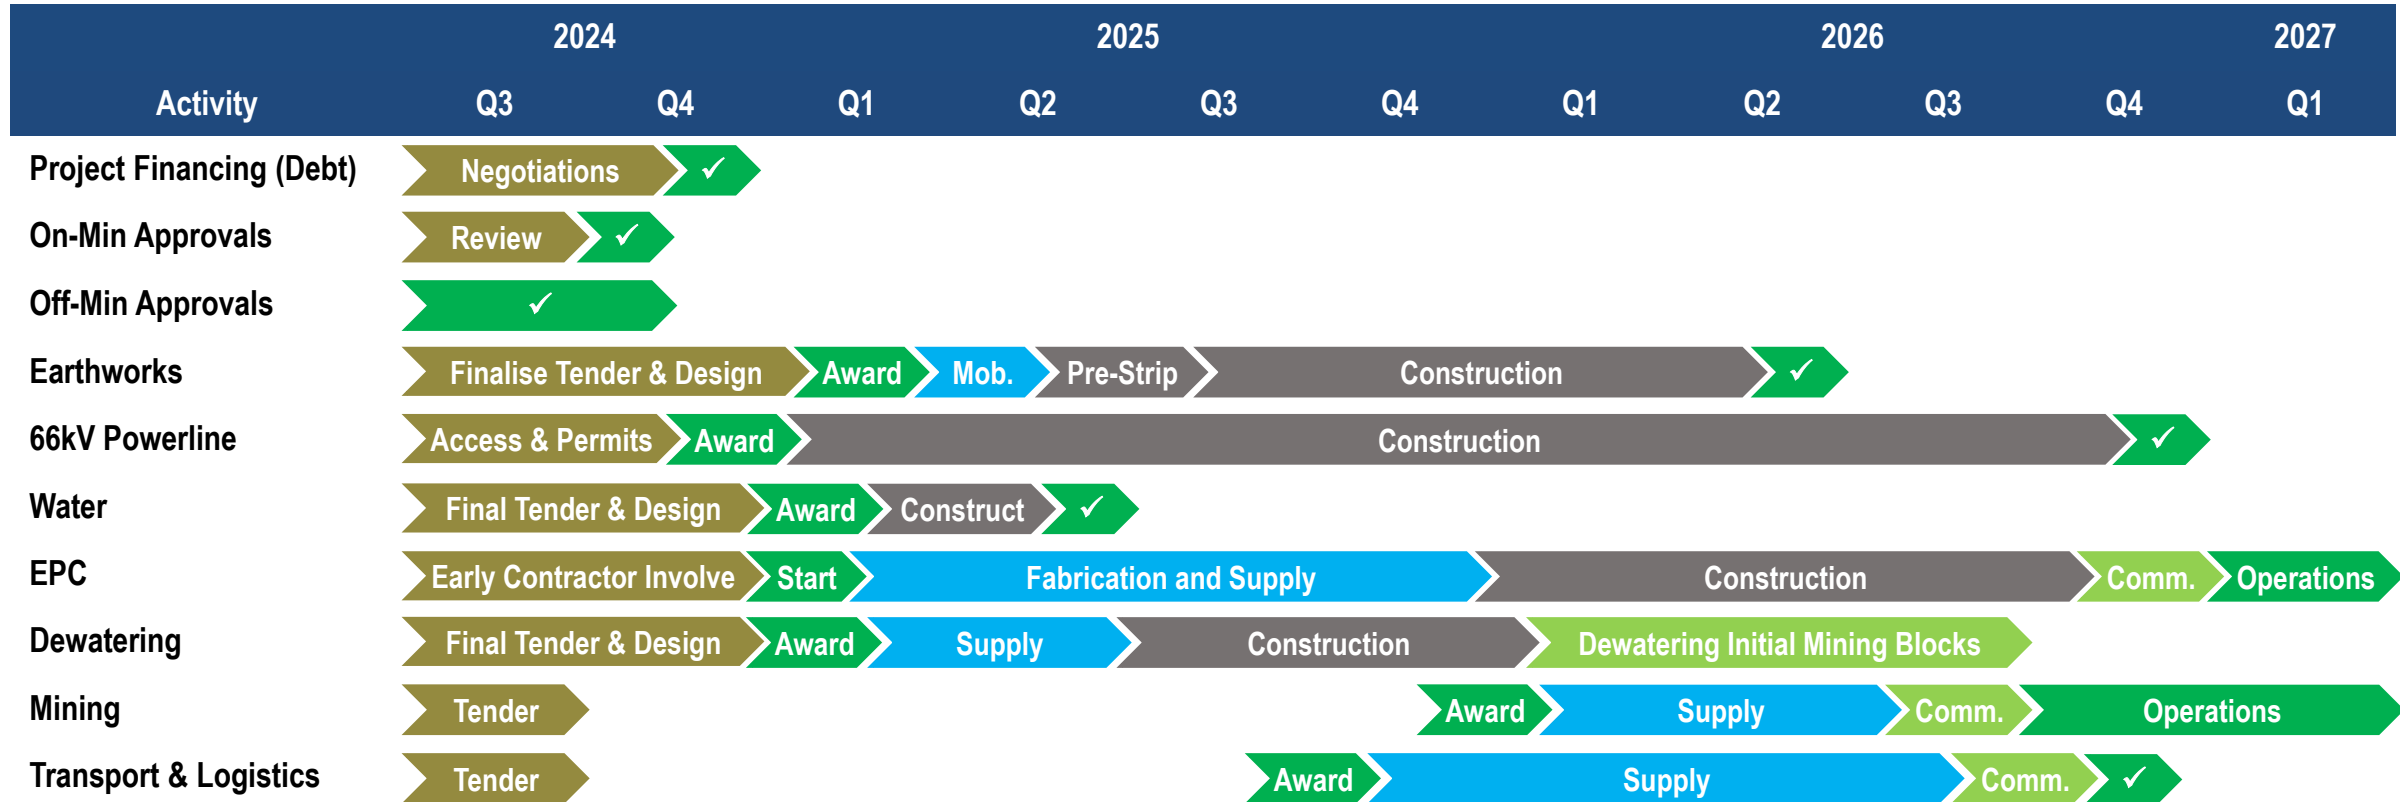 2024 2025 2026 2027
Activity Q3 Q4 Q1 Q2 Q3 Q4 Q1 Q2 Q3 Q4 Q1
Project Financing (Debt) Negotiations ✓
On-Min Approvals Review ✓
Off-Min Approvals ✓
Earthworks Finalise Tender & Design Award Mob. Pre-Strip Construction ✓
66kV Powerline Access & Permits Award Construction ✓
Water Final Tender & Design Award Construct ✓
EPC Early Contractor Involve Start Fabrication and Supply Construction Comm. Operations
Dewatering Final Tender & Design Award Supply Construction Dewatering Initial Mining Blocks
Mining Tender Award Supply Comm. Operations
Transport & Logistics Tender Award Supply Comm. ✓